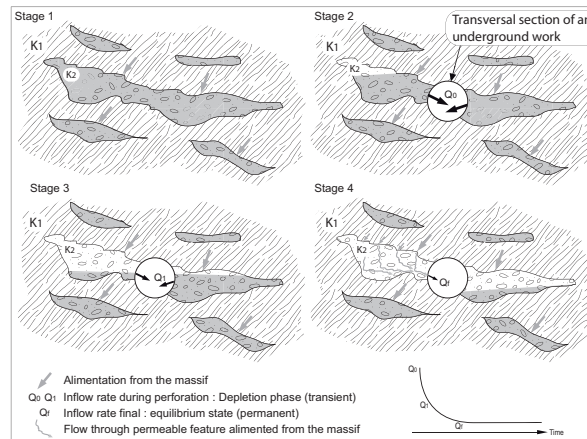 Stage 1
K1
K2
Stage 2
Transversal section of an
underground work
K1
K2
Q0
Stage 3
K1
K2
Q1
Stage 4
K1
K2
Qf
Alimentation from the massif
Q0 Q1 Inflow rate during perforation : Depletion phase (transient)
Qf Inflow rate final : equilibrium state (permanent)
Flow through permeable feature alimented from the massif
Q0
Q1
Qf
Time